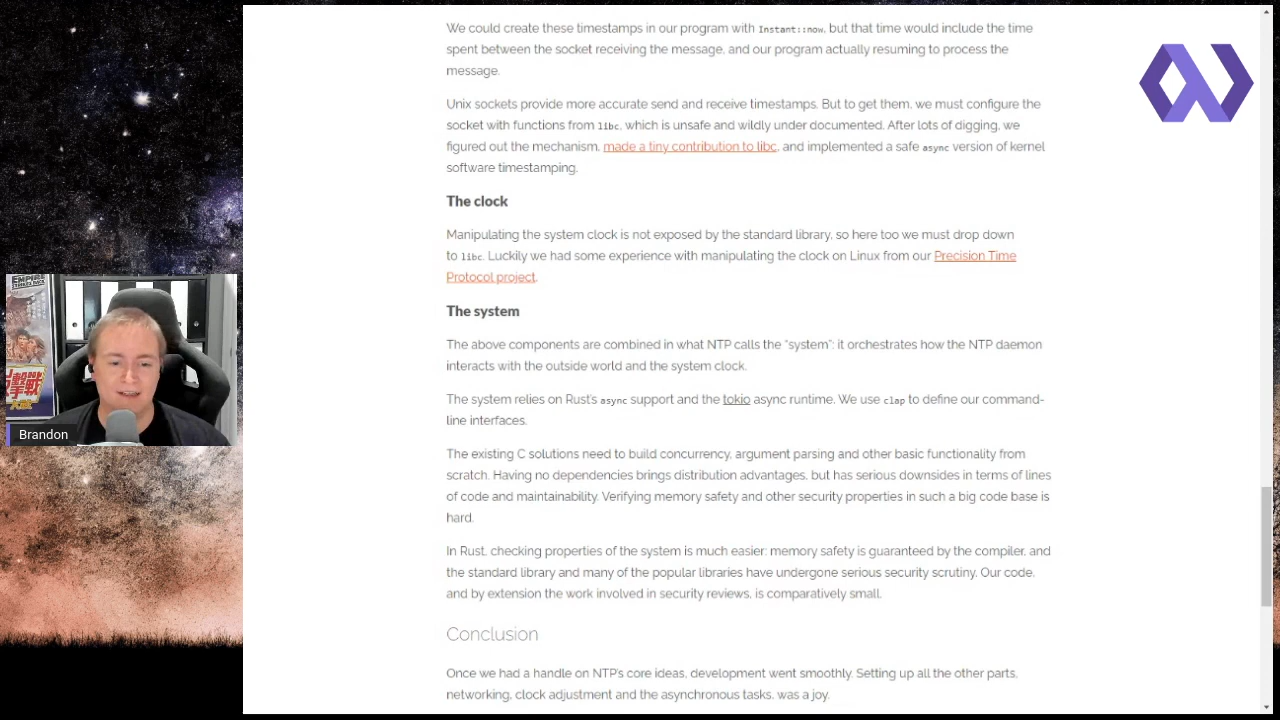 We could create these timestamps in our program with Instant::now, but that time would include the time
spent between the socket receiving the message, and our program actually resuming to process the
message.
Unix sockets provide more accurate send and receive timestamps. But to get them, we must configure the
socket with functions from libc, which is unsafe and wildly under documented. After lots of digging, we
figured out the mechanism, made a tiny contribution to libc, and implemented a safe async version of kernel
software timestamping.
The clock
Manipulating the system clock is not exposed by the standard library, so here too we must drop down
to libc. Luckily we had some experience with manipulating the clock on Linux from our Precision Time
Protocol project.
The system
The above components are combined in what NTP calls the "system": it orchestrates how the NTP daemon
interacts with the outside world and the system clock.
The system relies on Rust's async support and the tokio async runtime. We use clap to define our command-
line interfaces.
The existing C solutions need to build concurrency, argument parsing and other basic functionality from
scratch. Having no dependencies brings distribution advantages, but has serious downsides in terms of lines
of code and maintainability. Verifying memory safety and other security properties in such a big code base is
hard.
In Rust, checking properties of the system is much easier: memory safety is guaranteed by the compiler, and
the standard library and many of the popular libraries have undergone serious security scrutiny. Our code,
and by extension the work involved in security reviews, is comparatively small.
Conclusion
Once we had a handle on NTP's core ideas, development went smoothly. Setting up all the other parts,
networking, clock adjustment and the asynchronous tasks, was a joy.
EMPIRE
撃戦
Brandon